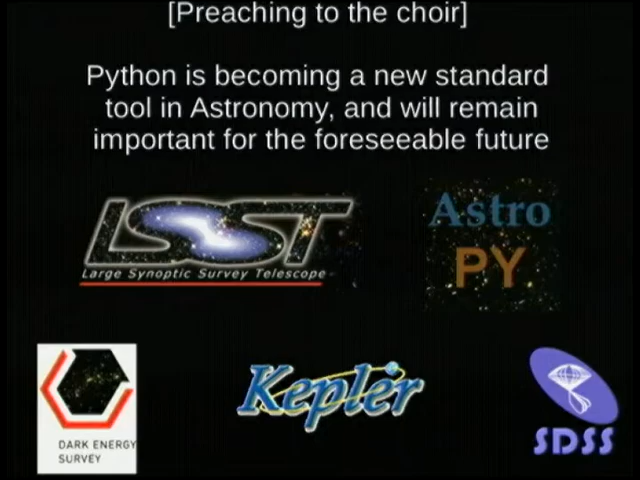 [Preaching to the choir]
Python is becoming a new standard
tool in Astronomy, and will remain
important for the foreseeable future
LSST
Large Synoptic Survey Telescope
Astro
PY
DARK ENERGY
SURVEY
Kepler
SDSS